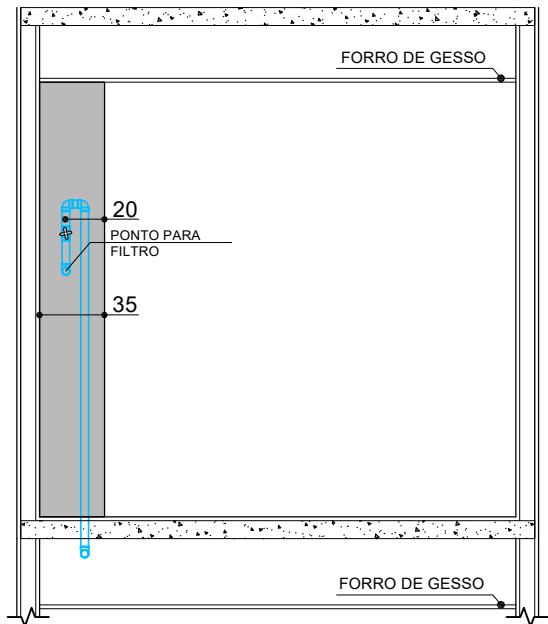 FORRO DE GESSO
20
PONTO PARA
FILTRO
35
FORRO DE GESSO